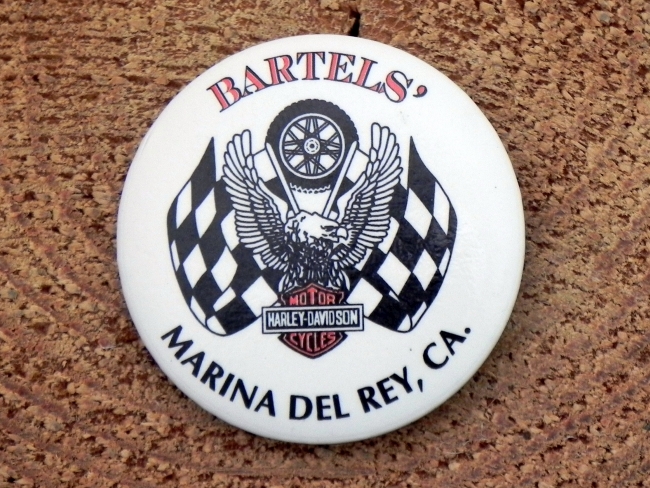 BARTELS'
MOTOR
HARLEY-DAVIDSON
CYCLES
MARINA DEL REY, CA.